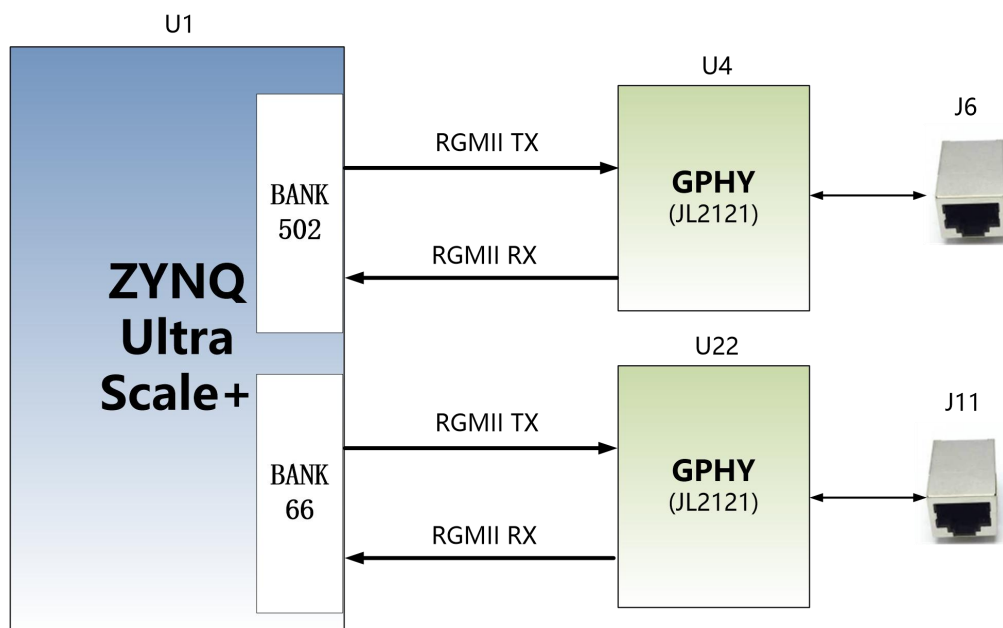 U1
ZYNQ
Ultra
Scale+
BANK
502
BANK
66
RGMII TX
RGMII RX
U4
GPHY
(JL2121)
J6
RGMII TX
RGMII RX
U22
GPHY
(JL2121)
J11